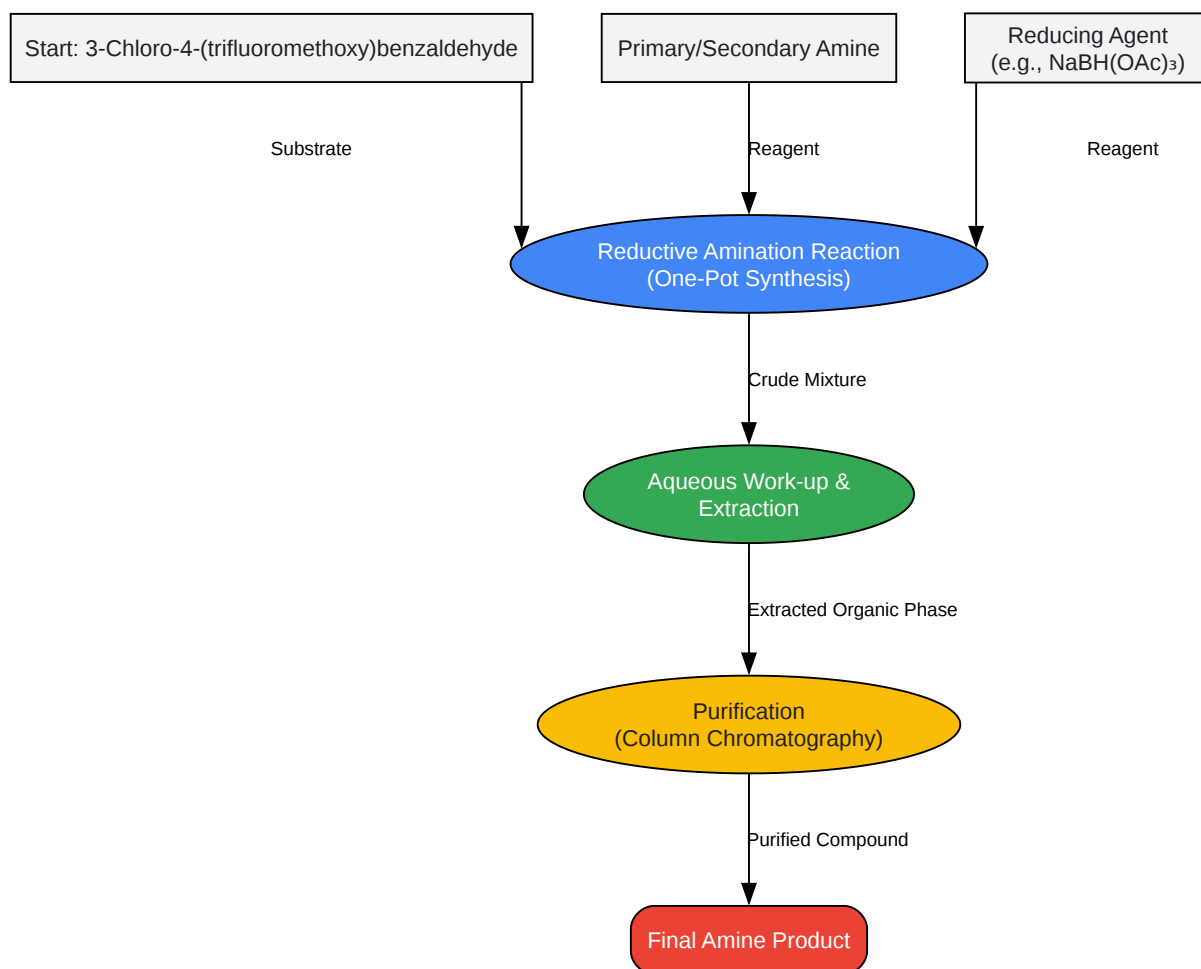 Start: 3-Chloro-4-(trifluoromethoxy)benzaldehyde
Primary/Secondary Amine
Reducing Agent
(e.g., NaBH(OAc)₃)
Substrate
Reagent
Reagent
Reductive Amination Reaction
(One-Pot Synthesis)
Crude Mixture
Aqueous Work-up &
Extraction
Extracted Organic Phase
Purification
(Column Chromatography)
Purified Compound
Final Amine Product